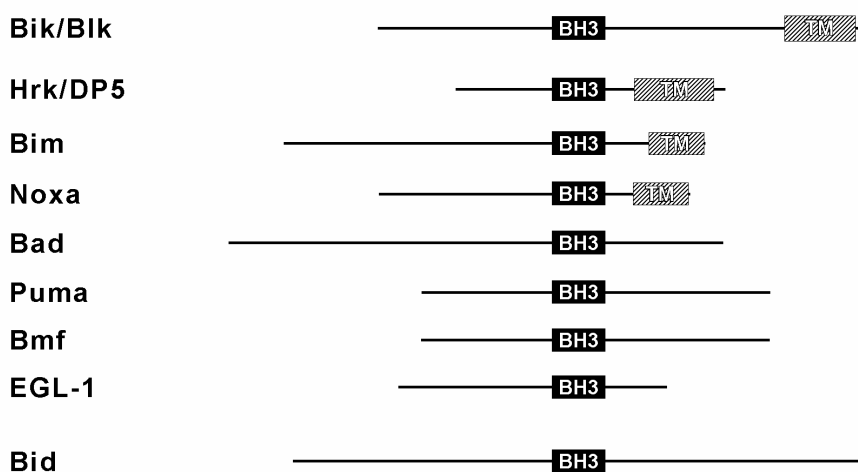 Bik/Blk BH3 TM
Hrk/DP5 BH3 TM
Bim BH3 TM
Noxa BH3 TM
Bad BH3
Puma BH3
Bmf BH3
EGL-1 BH3
Bid BH3